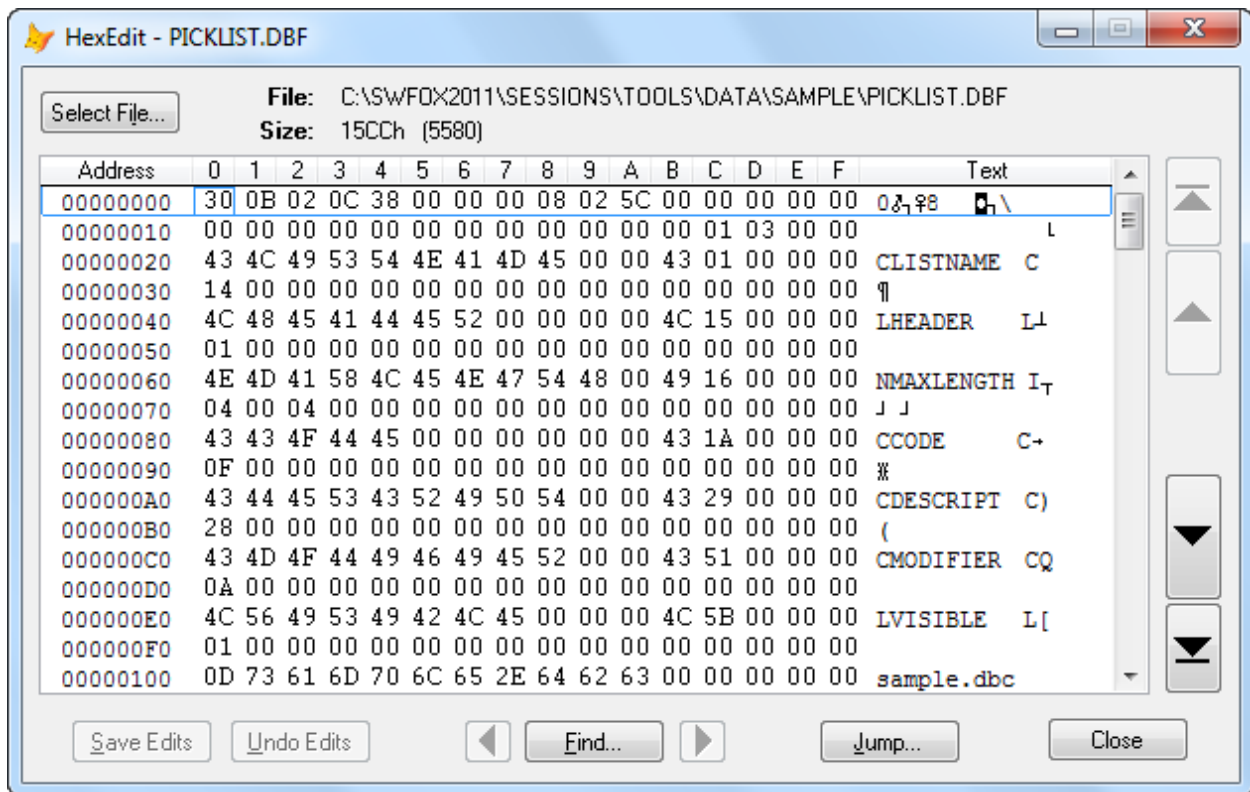 HexEdit - PICKLIST.DBF
Select File...
File: C:\SWFOX2011\SESSIONS\TOOLS\DATA\SAMPLE\PICKLIST.DBF
Size: 15CCh (5580)
Address 0 1 2 3 4 5 6 7 8 9 A B C D E F Text
00000000 30 0B 02 0C 38 00 00 00 08 02 5C 00 00 00 00 00 0♂┐♀8 ◘┐\
00000010 00 00 00 00 00 00 00 00 00 00 00 00 01 03 00 00 └
00000020 43 4C 49 53 54 4E 41 4D 45 00 00 43 01 00 00 00 CLISTNAME C
00000030 14 00 00 00 00 00 00 00 00 00 00 00 00 00 00 00 ¶
00000040 4C 48 45 41 44 45 52 00 00 00 00 4C 15 00 00 00 LHEADER L┴
00000050 01 00 00 00 00 00 00 00 00 00 00 00 00 00 00 00
00000060 4E 4D 41 58 4C 45 4E 47 54 48 00 49 16 00 00 00 NMAXLENGTH I┬
00000070 04 00 04 00 00 00 00 00 00 00 00 00 00 00 00 00 ┘ ┘
00000080 43 43 4F 44 45 00 00 00 00 00 00 43 1A 00 00 00 CCODE C→
00000090 0F 00 00 00 00 00 00 00 00 00 00 00 00 00 00 00 ¤
000000A0 43 44 45 53 43 52 49 50 54 00 00 43 29 00 00 00 CDESCRIPT C)
000000B0 28 00 00 00 00 00 00 00 00 00 00 00 00 00 00 00 (
000000C0 43 4D 4F 44 49 46 49 45 52 00 00 43 51 00 00 00 CMODIFIER CQ
000000D0 0A 00 00 00 00 00 00 00 00 00 00 00 00 00 00 00
000000E0 4C 56 49 53 49 42 4C 45 00 00 00 4C 5B 00 00 00 LVISIBLE L[
000000F0 01 00 00 00 00 00 00 00 00 00 00 00 00 00 00 00
00000100 0D 73 61 6D 70 6C 65 2E 64 62 63 00 00 00 00 00 sample.dbc
Save Edits Undo Edits Find... Jump... Close